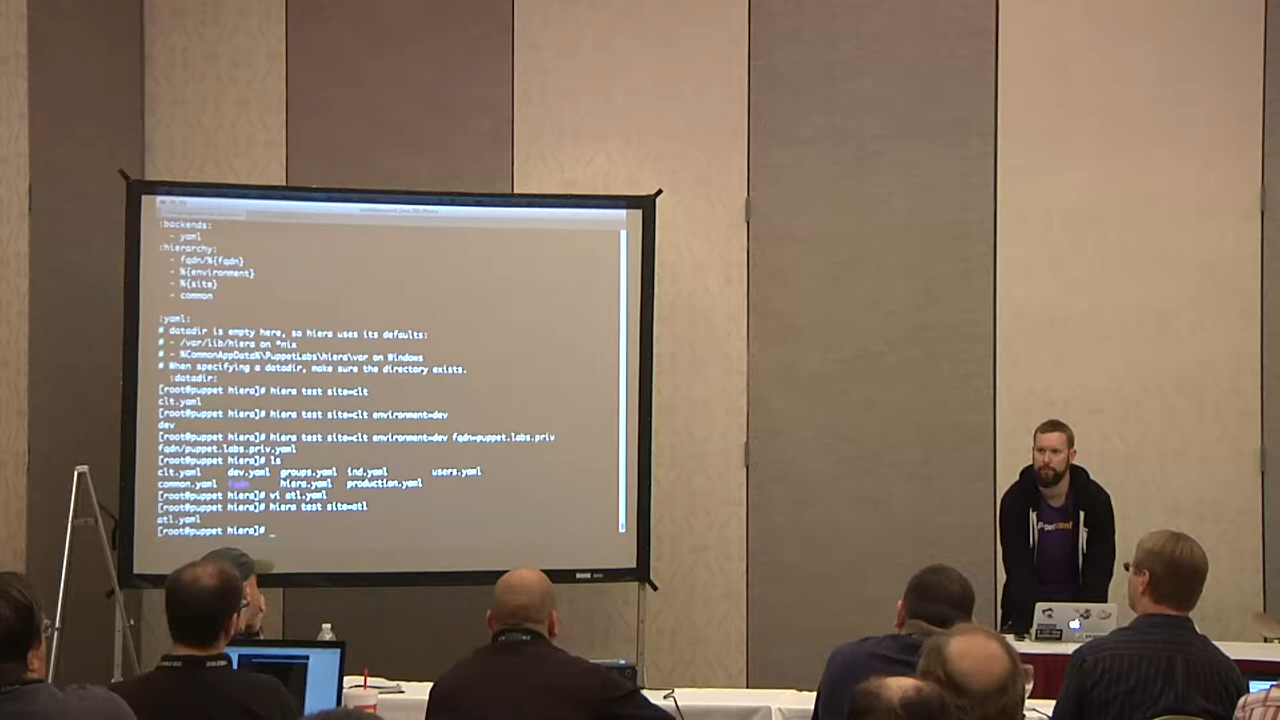 :backends:
- yaml
:hierarchy:
- fqdn/%{fqdn}
- %{environment}
- %{site}
- common
:yaml:
# datadir is empty here, so hiera uses its defaults:
# - /var/lib/hiera on *nix
# - %CommonAppData%\PuppetLabs\hiera\var on Windows
# When specifying a datadir, make sure the directory exists.
:datadir:
[root@puppet hiera]# hiera test site=clt
clt.yaml
[root@puppet hiera]# hiera test site=clt environment=dev
dev
[root@puppet hiera]# hiera test site=clt environment=dev fqdn=puppet.labs.priv
fqdn/puppet.labs.priv.yaml
[root@puppet hiera]# ls
clt.yaml dev.yaml groups.yaml ind.yaml users.yaml
common.yaml fqdn hiera.yaml production.yaml
[root@puppet hiera]# vi atl.yaml
[root@puppet hiera]# hiera test site=atl
atl.yaml
[root@puppet hiera]# _